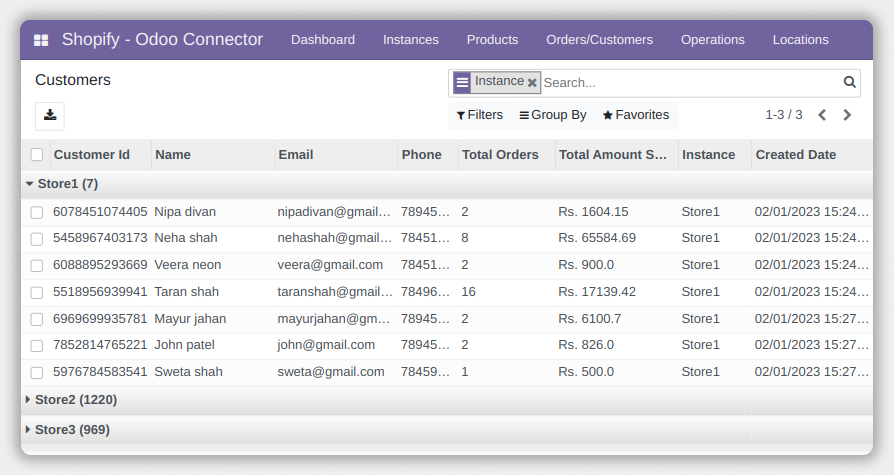 Shopify - Odoo Connector Dashboard Instances Products Orders/Customers Operations Locations
Customers
Instance Search...
Filters Group By Favorites 1-3 / 3
Customer Id Name Email Phone Total Orders Total Amount S... Instance Created Date
Store1 (7)
6078451074405 Nipa divan nipadivan@gmail... 78945... 2 Rs. 1604.15 Store1 02/01/2023 15:24...
5458967403173 Neha shah nehashah@gmail... 78451... 8 Rs. 65584.69 Store1 02/01/2023 15:24...
6088895293669 Veera neon veera@gmail.com 78451... 2 Rs. 900.0 Store1 02/01/2023 15:24...
5518956939941 Taran shah taranshah@gmail... 78496... 16 Rs. 17139.42 Store1 02/01/2023 15:24...
6969699935781 Mayur jahan mayurjahan@gm... 78945... 2 Rs. 6100.7 Store1 02/01/2023 15:27...
7852814765221 John patel john@gmail.com 78945... 2 Rs. 826.0 Store1 02/01/2023 15:27...
5976784583541 Sweta shah sweta@gmail.com 78459... 1 Rs. 500.0 Store1 02/01/2023 15:27...
Store2 (1220)
Store3 (969)